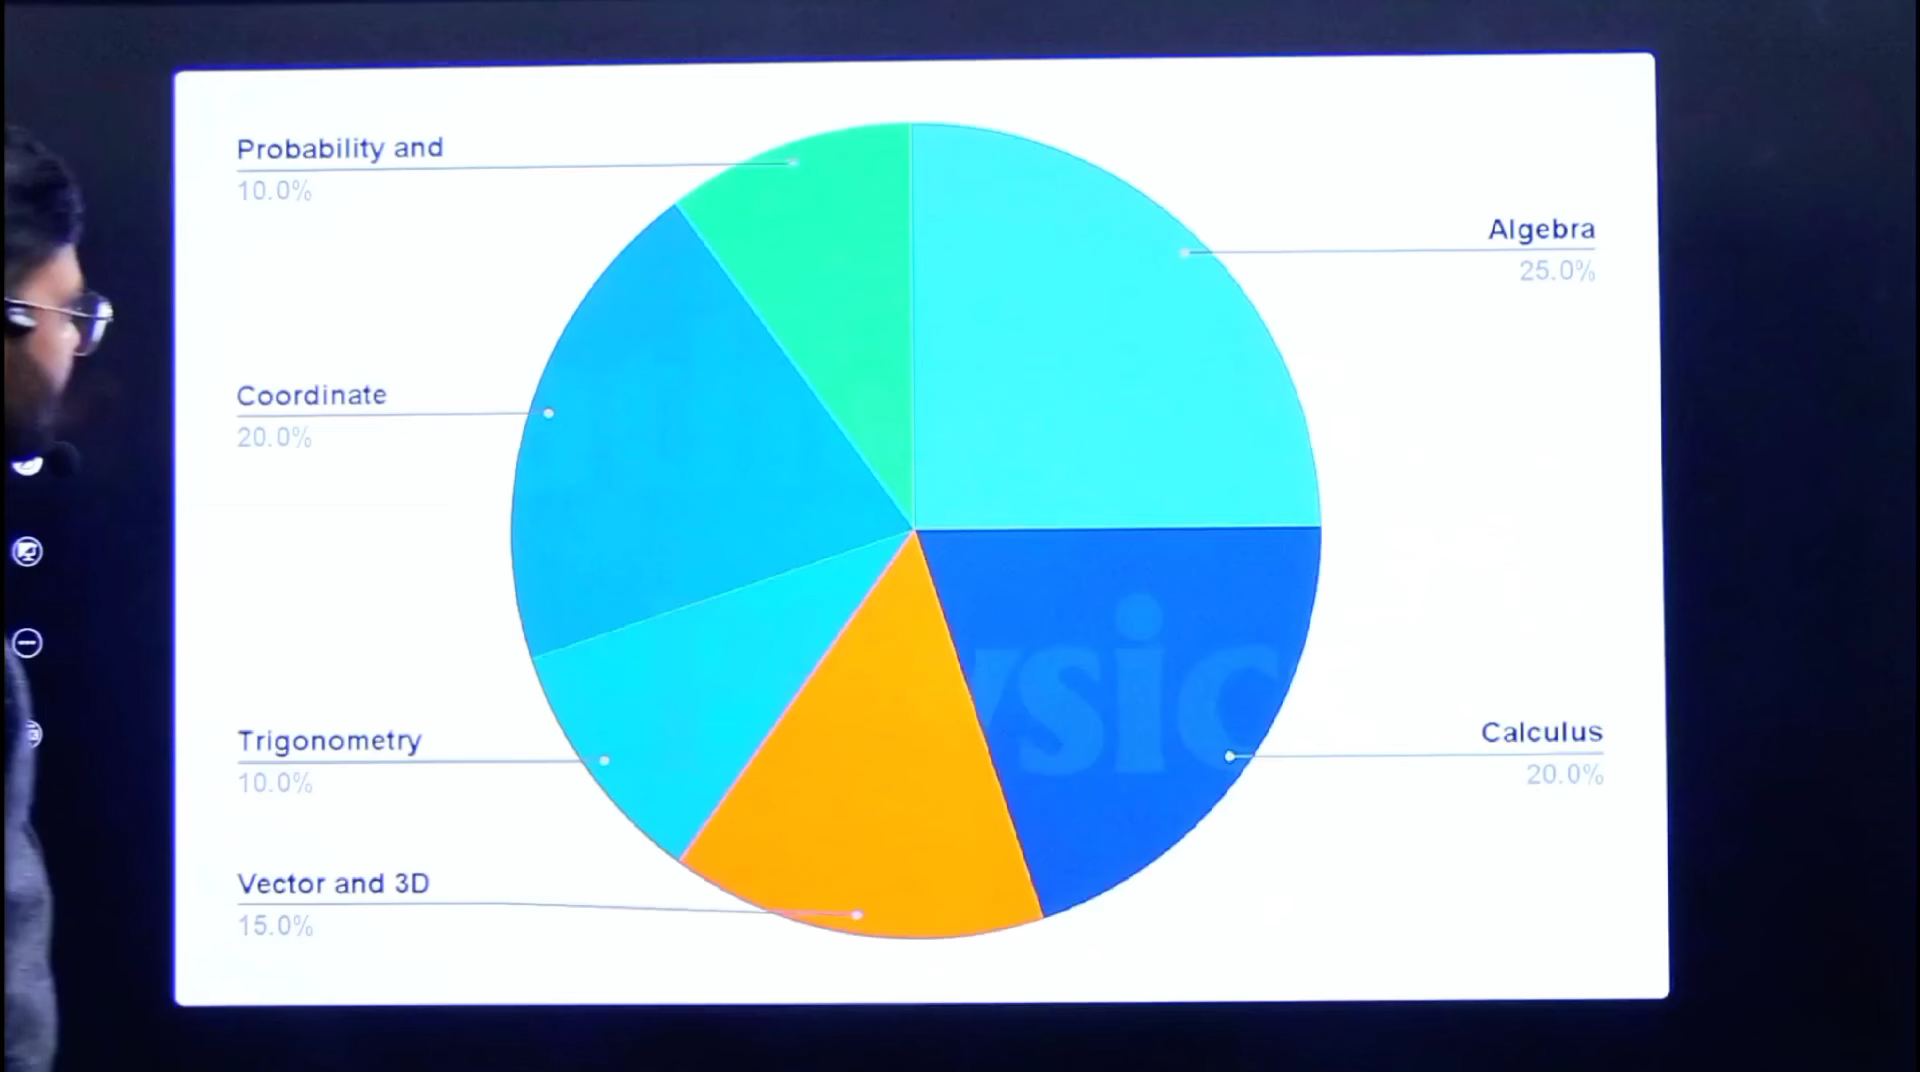 Probability and
10.0%
Algebra
25.0%
Coordinate
20.0%
Trigonometry
10.0%
Calculus
20.0%
Vector and 3D
15.0%
ysics